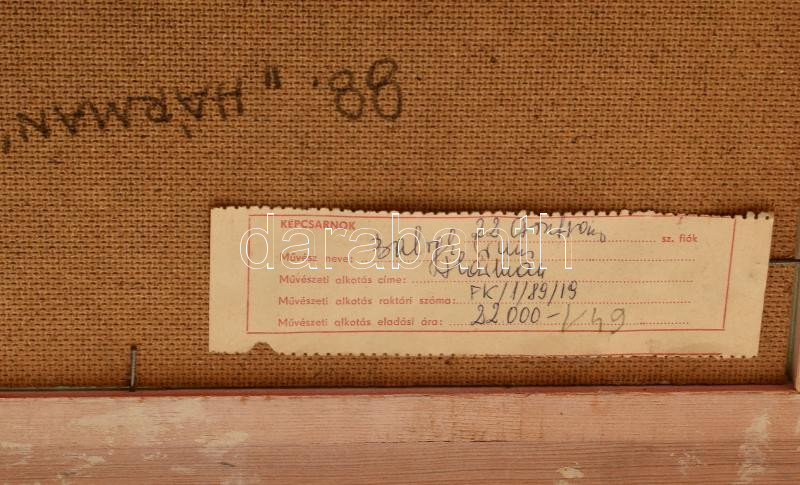 88. "HÁRMAN"
KÉPCSARNOK 22 sz. fiók
Művész neve:
Művészeti alkotás címe: Hárman
Művészeti alkotás raktári száma: FK/1/89/19
Művészeti alkotás eladási ára: 22.000-
darabanth